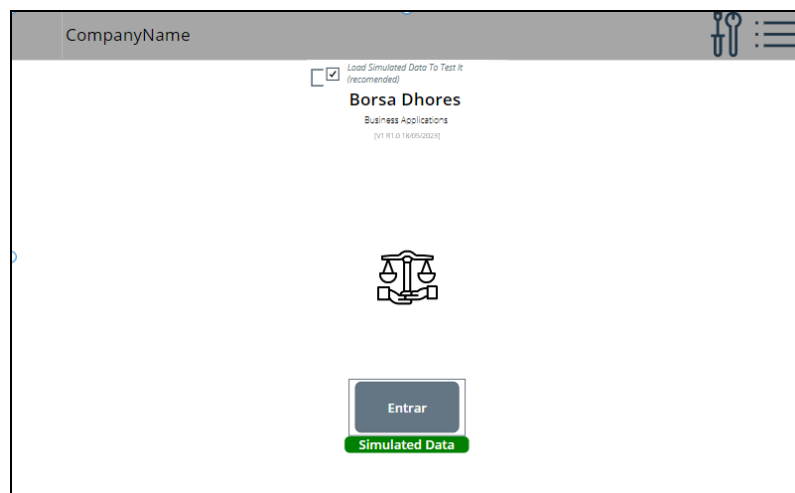 CompanyName
Load Simulated Data To Test It
(recomended)
Borsa Dhores
Business Applications
[V1 R1.0 18/05/2023]
Entrar
Simulated Data